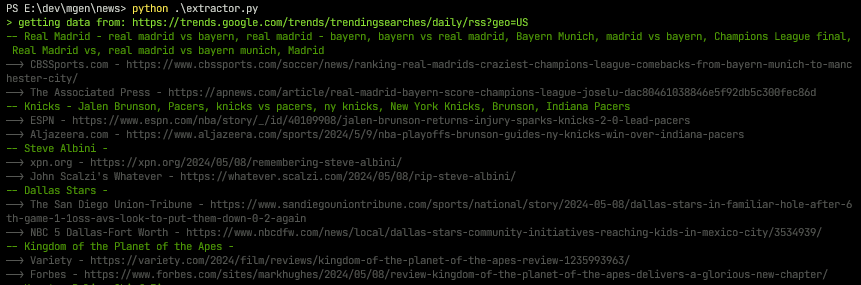 PS E:\dev\mgen\news> python .\extractor.py
> getting data from: https://trends.google.com/trends/trendingsearches/daily/rss?geo=US
-- Real Madrid - real madrid vs bayern, real madrid - bayern, bayern vs real madrid, Bayern Munich, madrid vs bayern, Champions League final,
 Real Madrid vs, real madrid vs bayern munich, Madrid
--> CBSSports.com - https://www.cbssports.com/soccer/news/ranking-real-madrids-craziest-champions-league-comebacks-from-bayern-munich-to-manc
hester-city/
--> The Associated Press - https://apnews.com/article/real-madrid-bayern-score-champions-league-joselu-dac80461038846e5f92db5c300fec86d
-- Knicks - Jalen Brunson, Pacers, knicks vs pacers, ny knicks, New York Knicks, Brunson, Indiana Pacers
--> ESPN - https://www.espn.com/nba/story/_/id/40109908/jalen-brunson-returns-injury-sparks-knicks-2-0-lead-pacers
--> Aljazeera.com - https://www.aljazeera.com/sports/2024/5/9/nba-playoffs-brunson-guides-ny-knicks-win-over-indiana-pacers
-- Steve Albini -
--> xpn.org - https://xpn.org/2024/05/08/remembering-steve-albini/
--> John Scalzi's Whatever - https://whatever.scalzi.com/2024/05/08/rip-steve-albini/
-- Dallas Stars -
--> The San Diego Union-Tribune - https://www.sandiegouniontribune.com/sports/national/story/2024-05-08/dallas-stars-in-familiar-hole-after-6
th-game-1-1oss-avs-look-to-put-them-down-0-2-again
--> NBC 5 Dallas-Fort Worth - https://www.nbcdfw.com/news/local/dallas-stars-community-initiatives-reaching-kids-in-mexico-city/3534939/
-- Kingdom of the Planet of the Apes -
--> Variety - https://variety.com/2024/film/reviews/kingdom-of-the-planet-of-the-apes-review-1235993963/
--> Forbes - https://www.forbes.com/sites/markhughes/2024/05/08/review-kingdom-of-the-planet-of-the-apes-delivers-a-glorious-new-chapter/